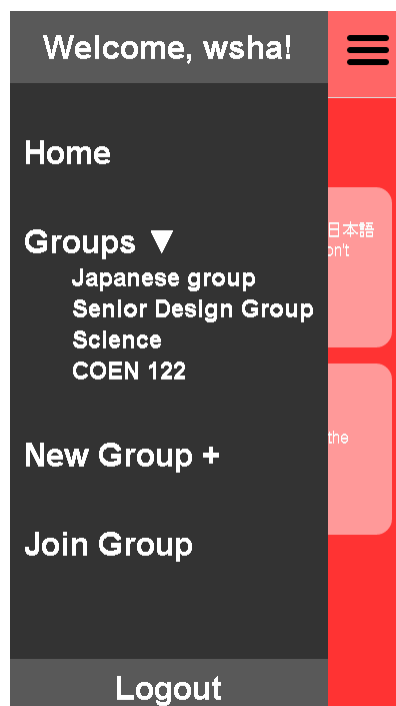 Welcome, wsha!
Home
Groups ▼
Japanese group
Senior Design Group
Science
COEN 122
New Group +
Join Group
Logout
日本語
on't
the